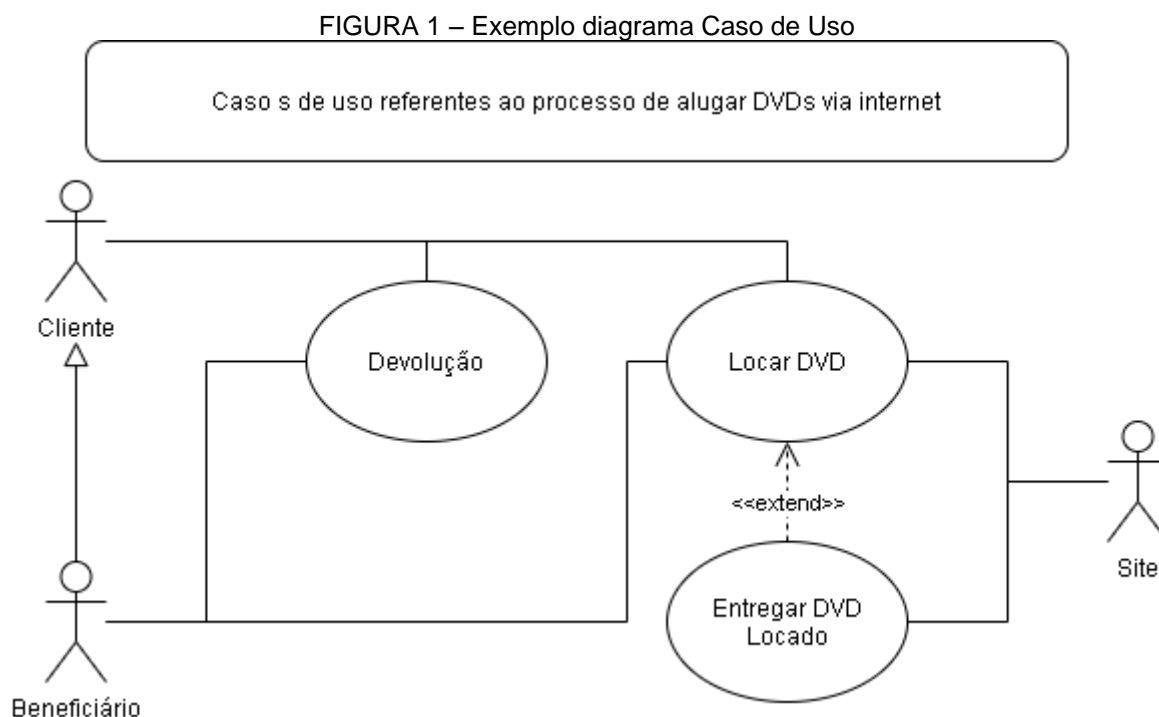 FIGURA 1 – Exemplo diagrama Caso de Uso
Caso s de uso referentes ao processo de alugar DVDs via internet
Cliente
Devolução
Locar DVD
<<extend>>
Site
Entregar DVD
Locado
Beneficiário